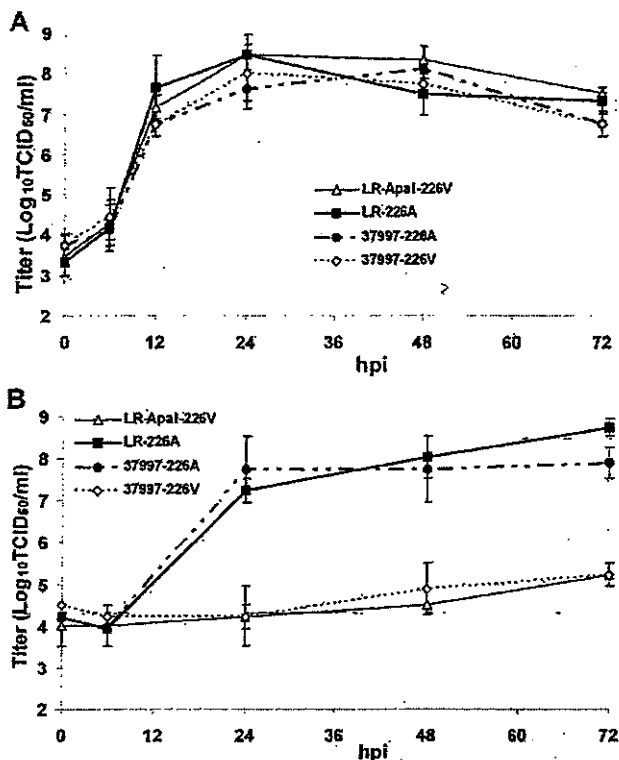 A
Titer (Log10TCID50/ml)
9
8
7
6
5
4
3
2
LR-ApaI-226V
LR-226A
37997-226A
37997-226V
0
12
24
36
48
60
72
hpi
B
Titer (Log10TCID50/ml)
9
8
7
6
5
4
3
2
LR-ApaI-226V
LR-226A
37997-226A
37997-226V
0
12
24
36
48
60
72
hpi